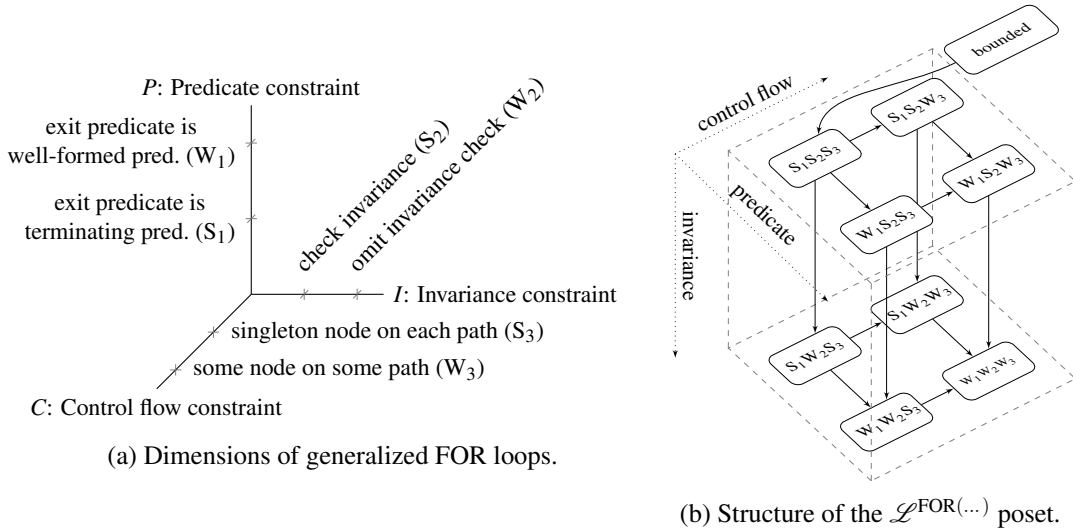 P: Predicate constraint
exit predicate is
well-formed pred. (W₁)
exit predicate is
terminating pred. (S₁)
check invariance (S₂)
omit invariance check (W₂)
I: Invariance constraint
singleton node on each path (S₃)
some node on some path (W₃)
C: Control flow constraint
(a) Dimensions of generalized FOR loops.
bounded
control flow
predicate
invariance
S₁S₂W₃
S₁S₂S₃
W₁S₂W₃
W₁S₂S₃
S₁W₂W₃
S₁W₂S₃
W₁W₂W₃
W₁W₂S₃
(b) Structure of the ℒ^FOR(...) poset.